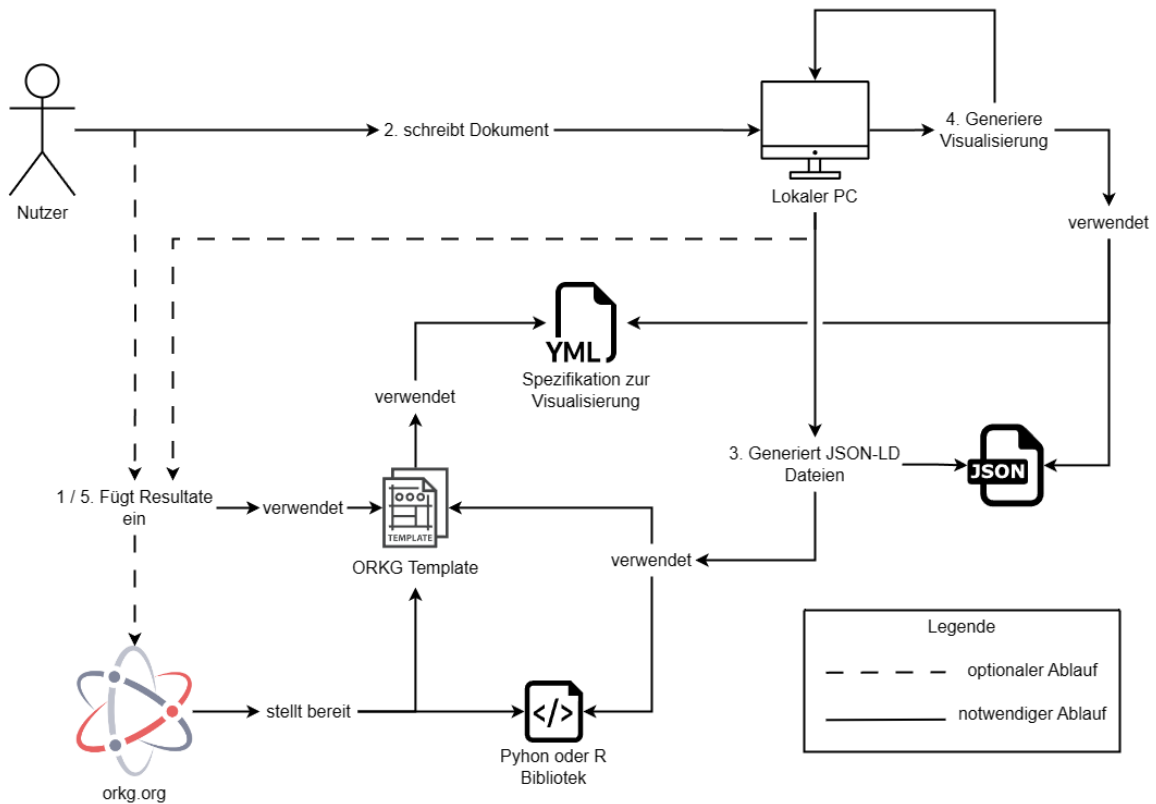 Nutzer
2. schreibt Dokument
Lokaler PC
4. Generiere
Visualisierung
verwendet
YML
Spezifikation zur
Visualisierung
verwendet
3. Generiert JSON-LD
Dateien
JSON
1 / 5. Fügt Resultate
ein
verwendet
TEMPLATE
ORKG Template
verwendet
orkg.org
stellt bereit
</>
Pyhon oder R
Bibliotek
Legende
optionaler Ablauf
notwendiger Ablauf